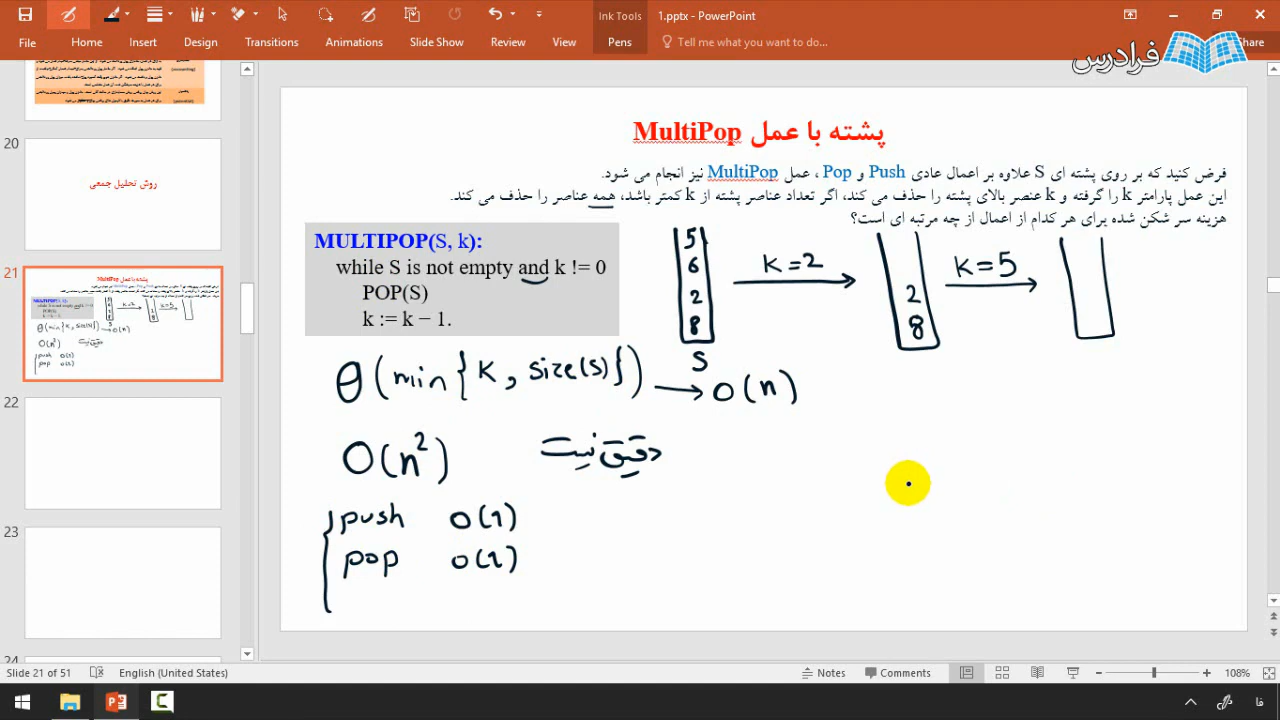 1.pptx - PowerPoint
Ink Tools
File Home Insert Design Transitions Animations Slide Show Review View Pens Tell me what you want to do... Share
فرادرس
20
روش تحلیل جمعی
21
22
23
24
پشته با عمل MultiPop
فرض کنید که بر روی پشته ای S علاوه بر اعمال عادی Push و Pop ، عمل MultiPop نیز انجام می شود.
این عمل پارامتر k را گرفته و k عنصر بالای پشته را حذف می کند، اگر تعداد عناصر پشته از k کمتر باشد، همه عناصر را حذف می کند.
هزینه سر شکن شده برای هر کدام از اعمال از چه مرتبه ای است؟
MULTIPOP(S, k):
while S is not empty and k != 0
POP(S)
k := k − 1.
5
6
2
8
S
k=2
2
8
k=5
θ(min{k, size(s)}) → O(n)
O(n²) دقیق نیست
push O(1)
pop O(1)
Slide 21 of 51 English (United States) Notes Comments 108%
فا